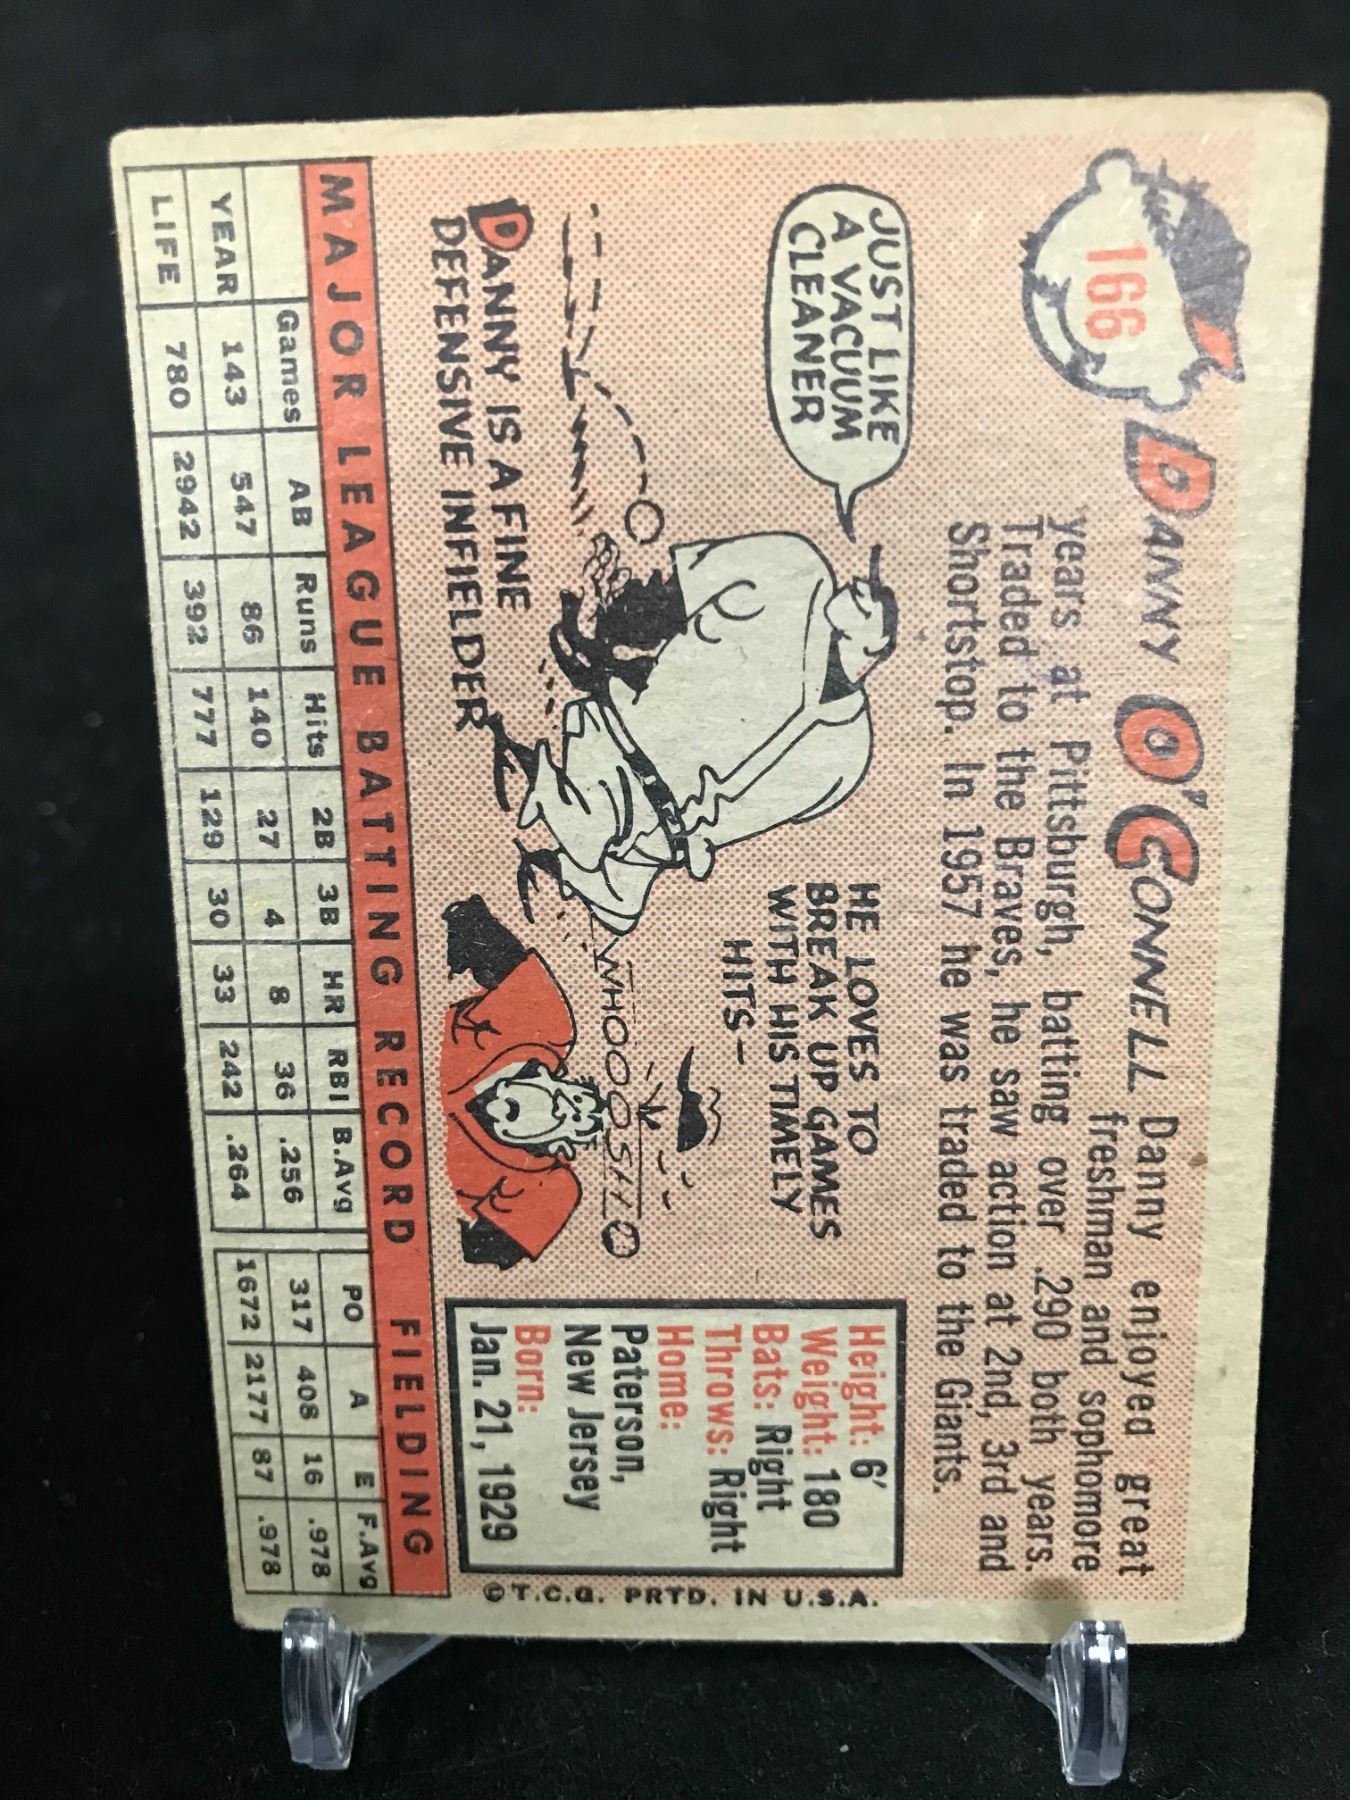 166
DANNY O'CONNELL Danny enjoyed great
freshman and sophomore
years at Pittsburgh, batting over .290 both years.
Traded to the Braves, he saw action at 2nd, 3rd and
Shortstop. In 1957 he was traded to the Giants.
JUST LIKE
A VACUUM
CLEANER
DANNY IS A FINE
DEFENSIVE INFIELDER
HE LOVES TO
BREAK UP GAMES
WITH HIS TIMELY
HITS—
WHOOOSH
Height: 6'
Weight: 180
Bats: Right
Throws: Right
Home:
Paterson,
New Jersey
Born:
Jan. 21, 1929
©T.C.G. PRTD. IN U.S.A.
MAJOR LEAGUE BATTING RECORD FIELDING
Games AB Runs Hits 2B 3B HR RBI B.Avg PO A E F.Avg
YEAR 143 547 86 140 27 4 8 36 .256 317 408 16 .978
LIFE 780 2942 392 777 129 30 33 242 .264 1672 2177 87 .978